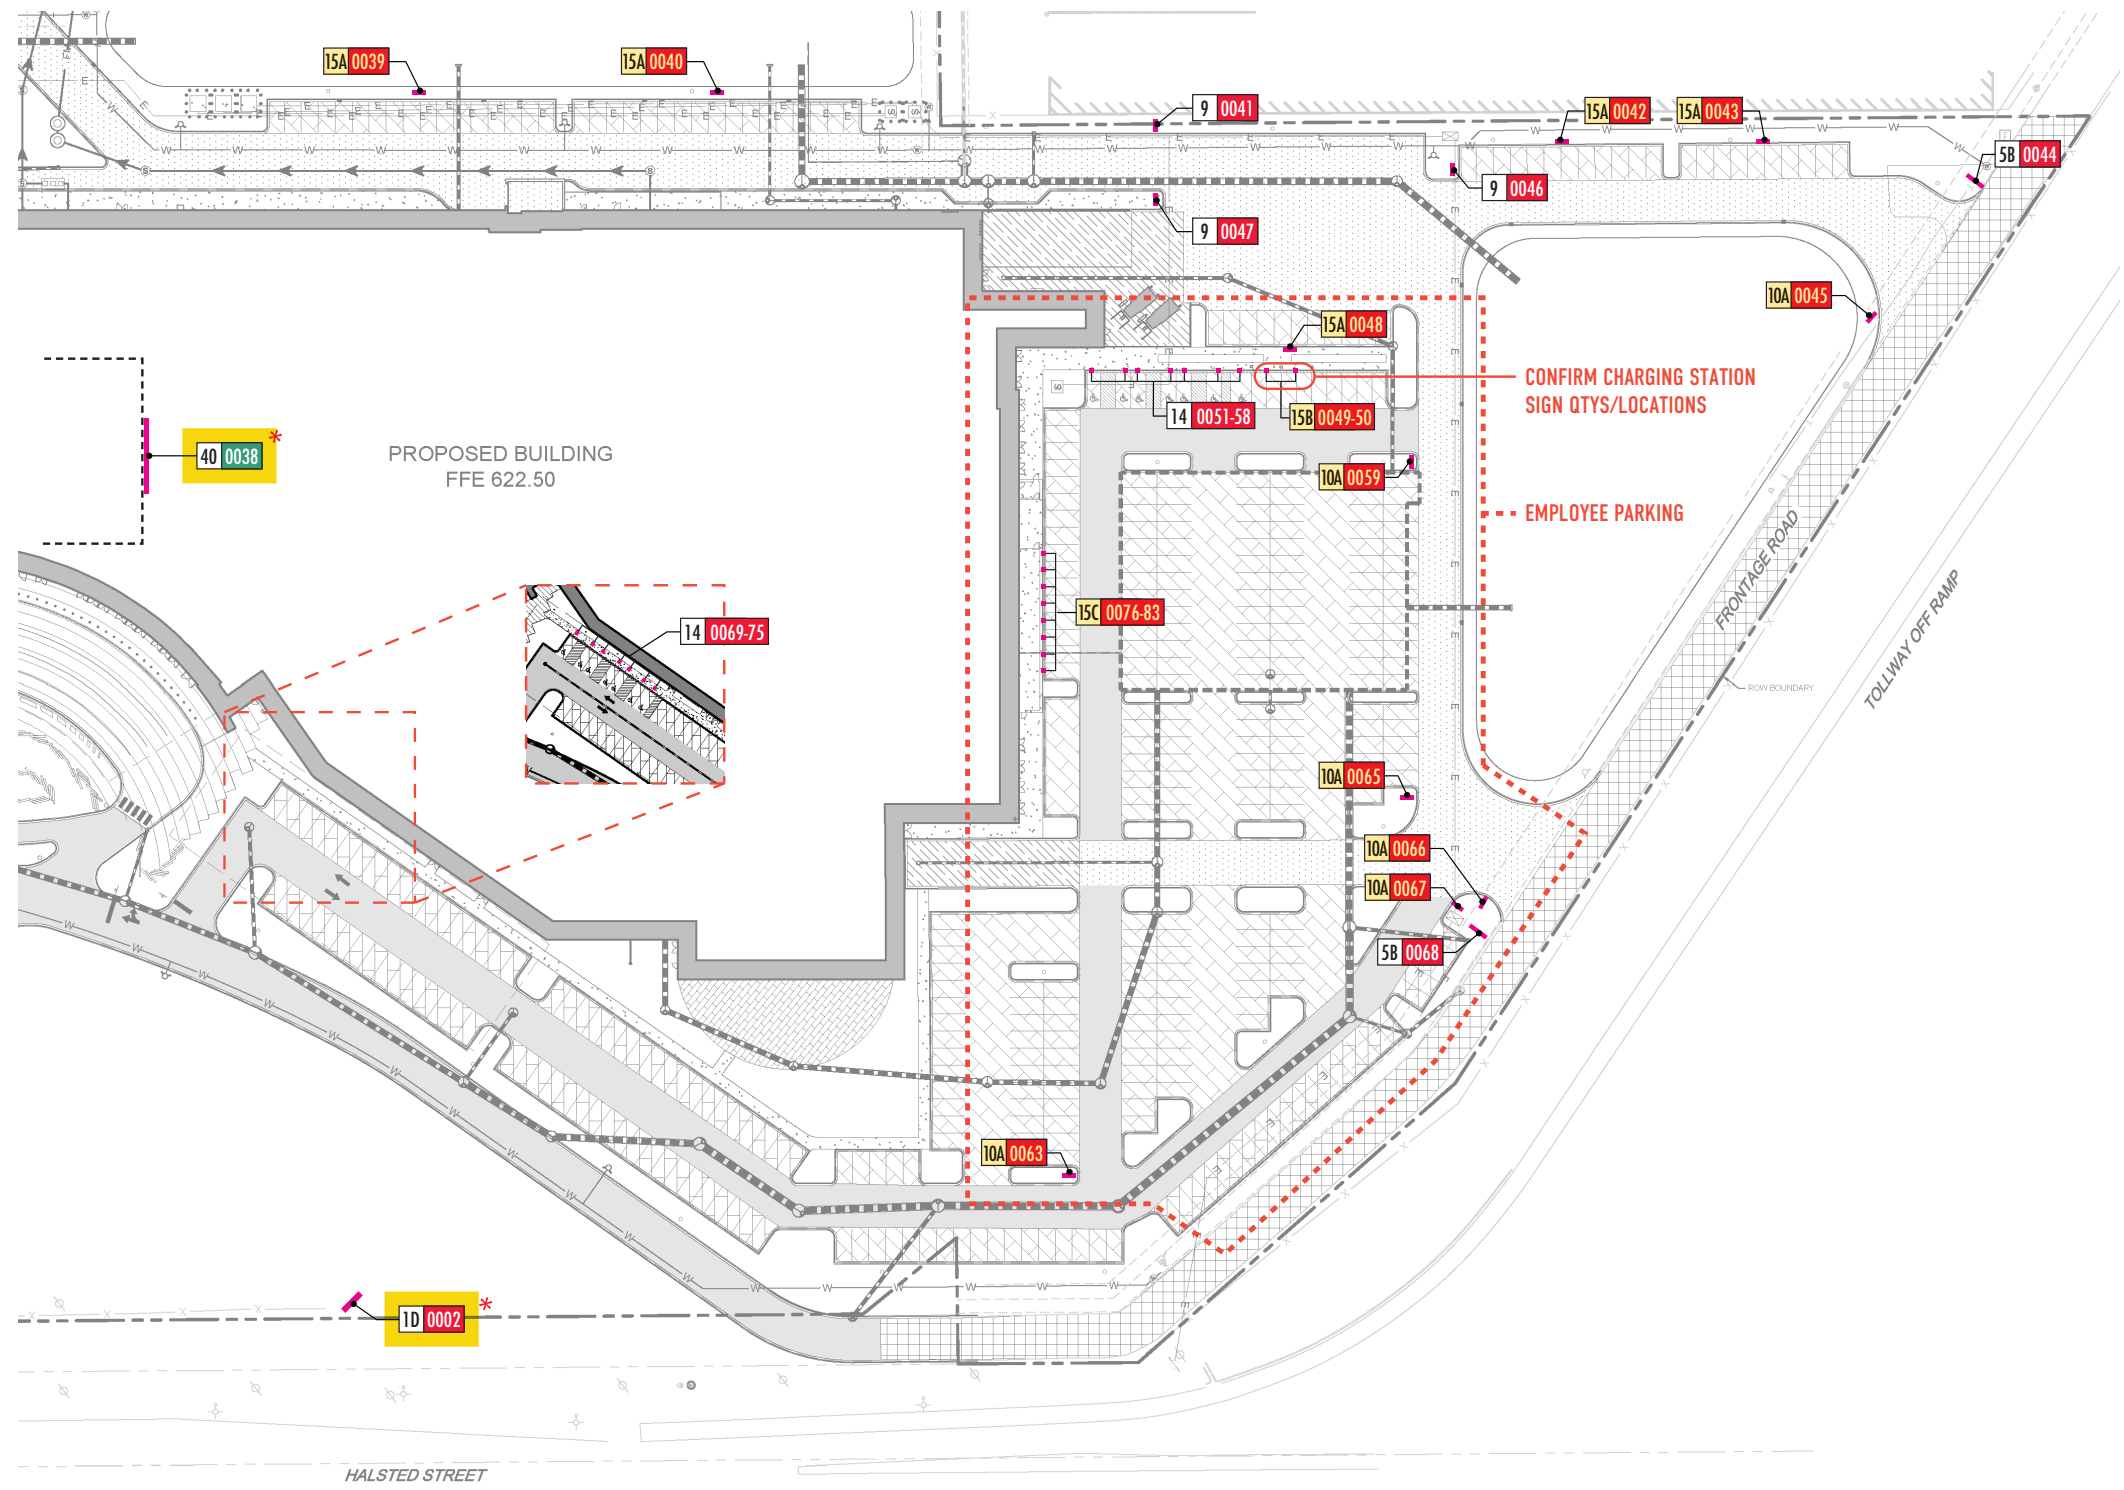 15A 0039
15A 0040
9 0041
15A 0042
15A 0043
5B 0044
9 0046
9 0047
10A 0045
15A 0048
CONFIRM CHARGING STATION
SIGN QTYS/LOCATIONS
14 0051-58
15B 0049-50
40 0038
*
PROPOSED BUILDING
FFE 622.50
10A 0059
EMPLOYEE PARKING
FRONTAGE ROAD
TOLLWAY OFF RAMP
15C 0076-83
14 0069-75
ROW BOUNDARY
10A 0065
10A 0066
10A 0067
5B 0068
10A 0063
1D 0002
*
HALSTED STREET